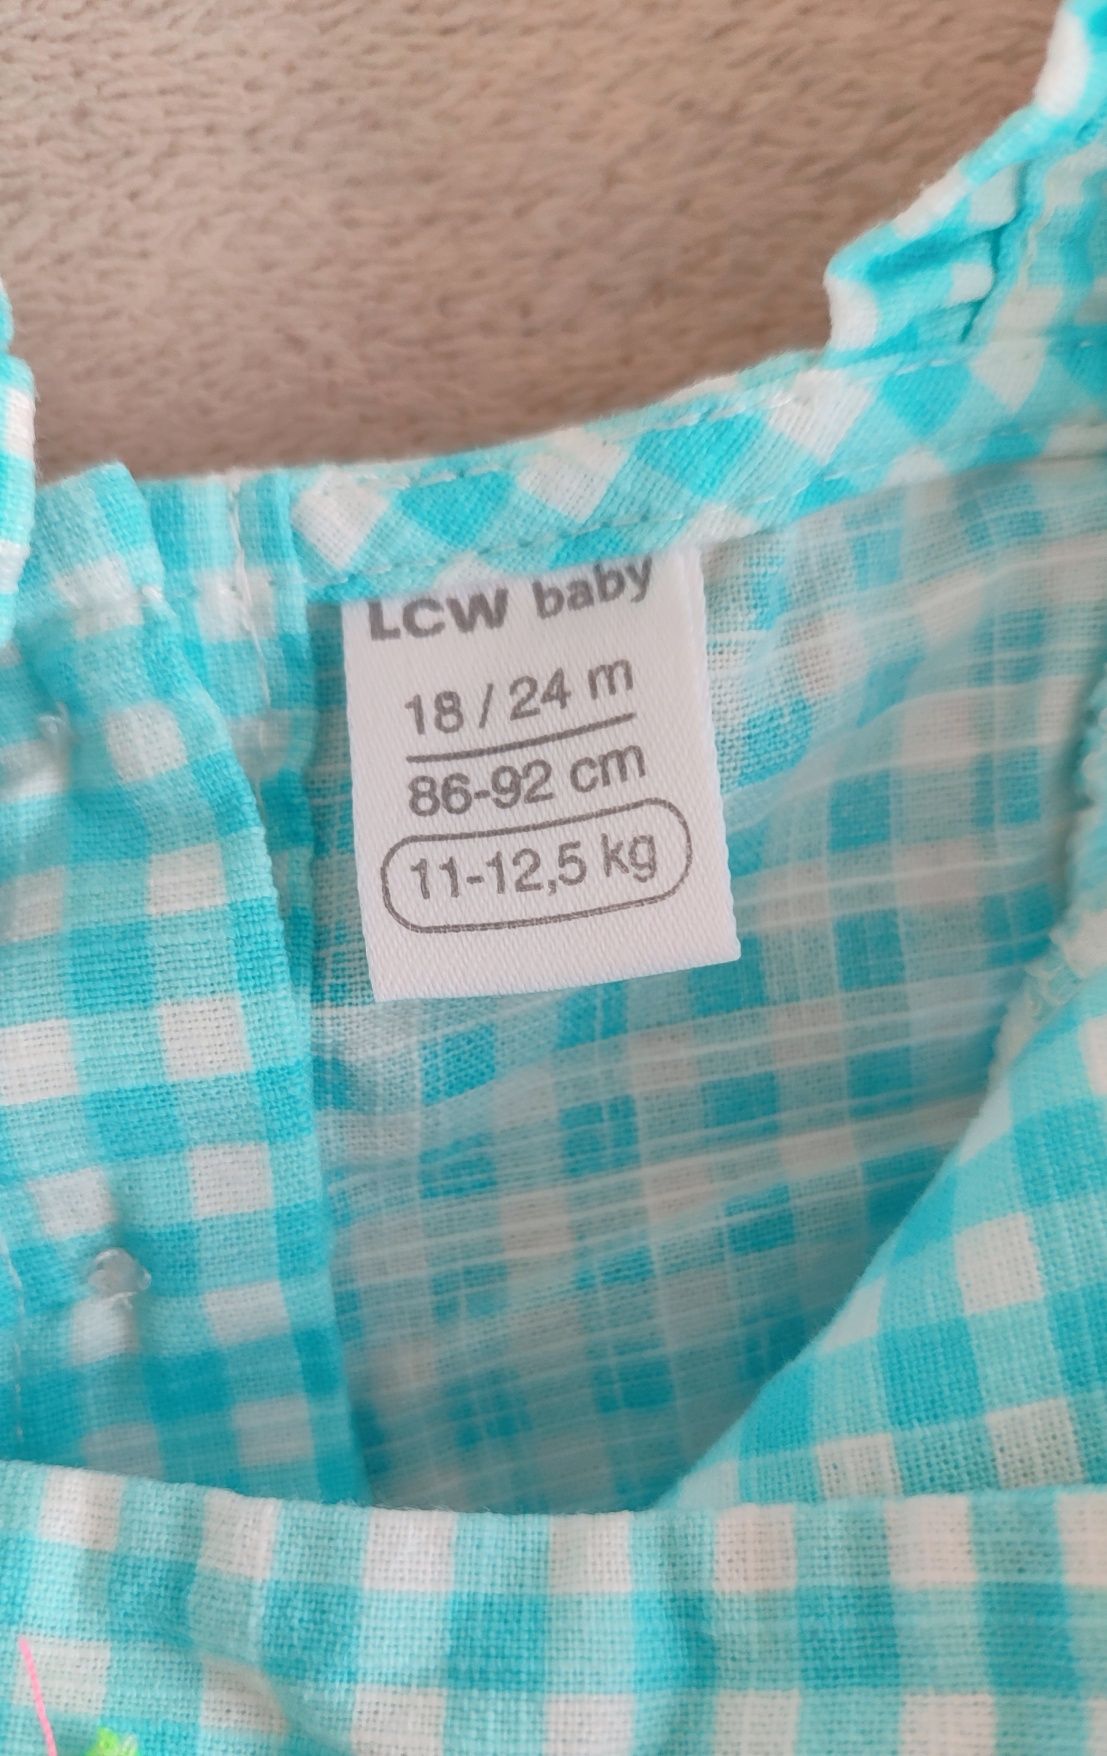 LCW baby
18 / 24 m
86-92 cm
11-12,5 kg